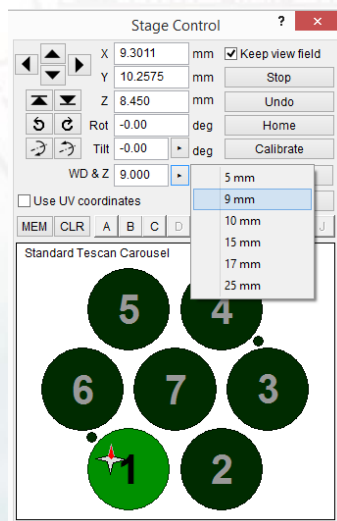 Stage Control ? ×
X 9.3011 mm Keep view field
Y 10.2575 mm Stop
Z 8.450 mm Undo
Rot -0.00 deg Home
Tilt -0.00 deg Calibrate
WD & Z 9.000
5 mm
9 mm
10 mm
15 mm
17 mm
25 mm
Use UV coordinates
MEM CLR A B C D J
Standard Tescan Carousel
5 4
6 7 3
1 2